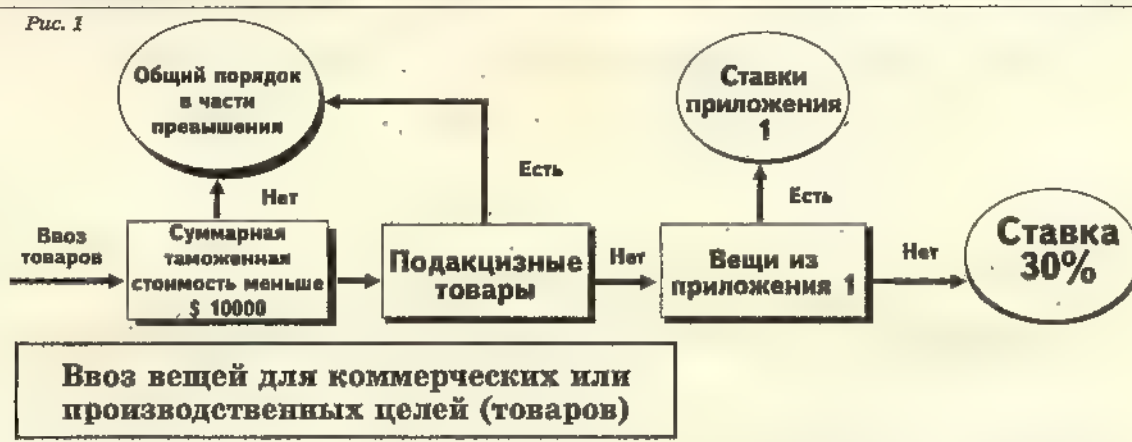 Рис. 1
Общий порядок
в части
превышения
Ставки
приложения
1
Есть
Нет
Есть
Ввоз
товаров
Суммарная
таможенная
стоимость меньше
$ 10000
Подакцизные
товары
Нет
Вещи из
приложения 1
Нет
Ставка
30%
Ввоз вещей для коммерческих или
производственных целей (товаров)